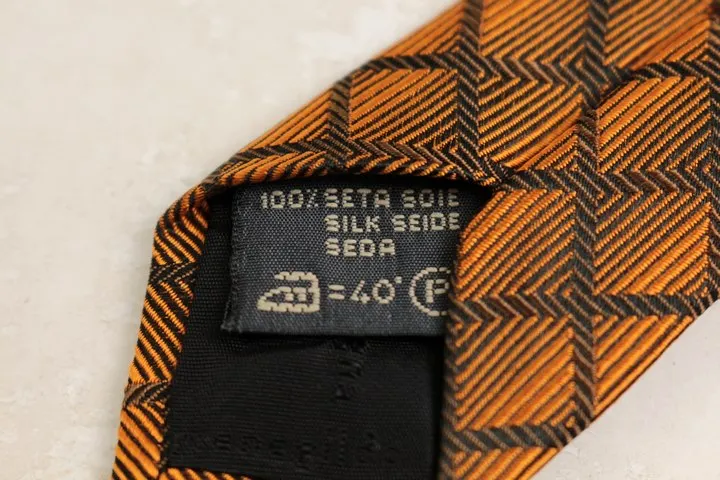 100% SETA SOIE
SILK SEIDE
SEDA
=40° P